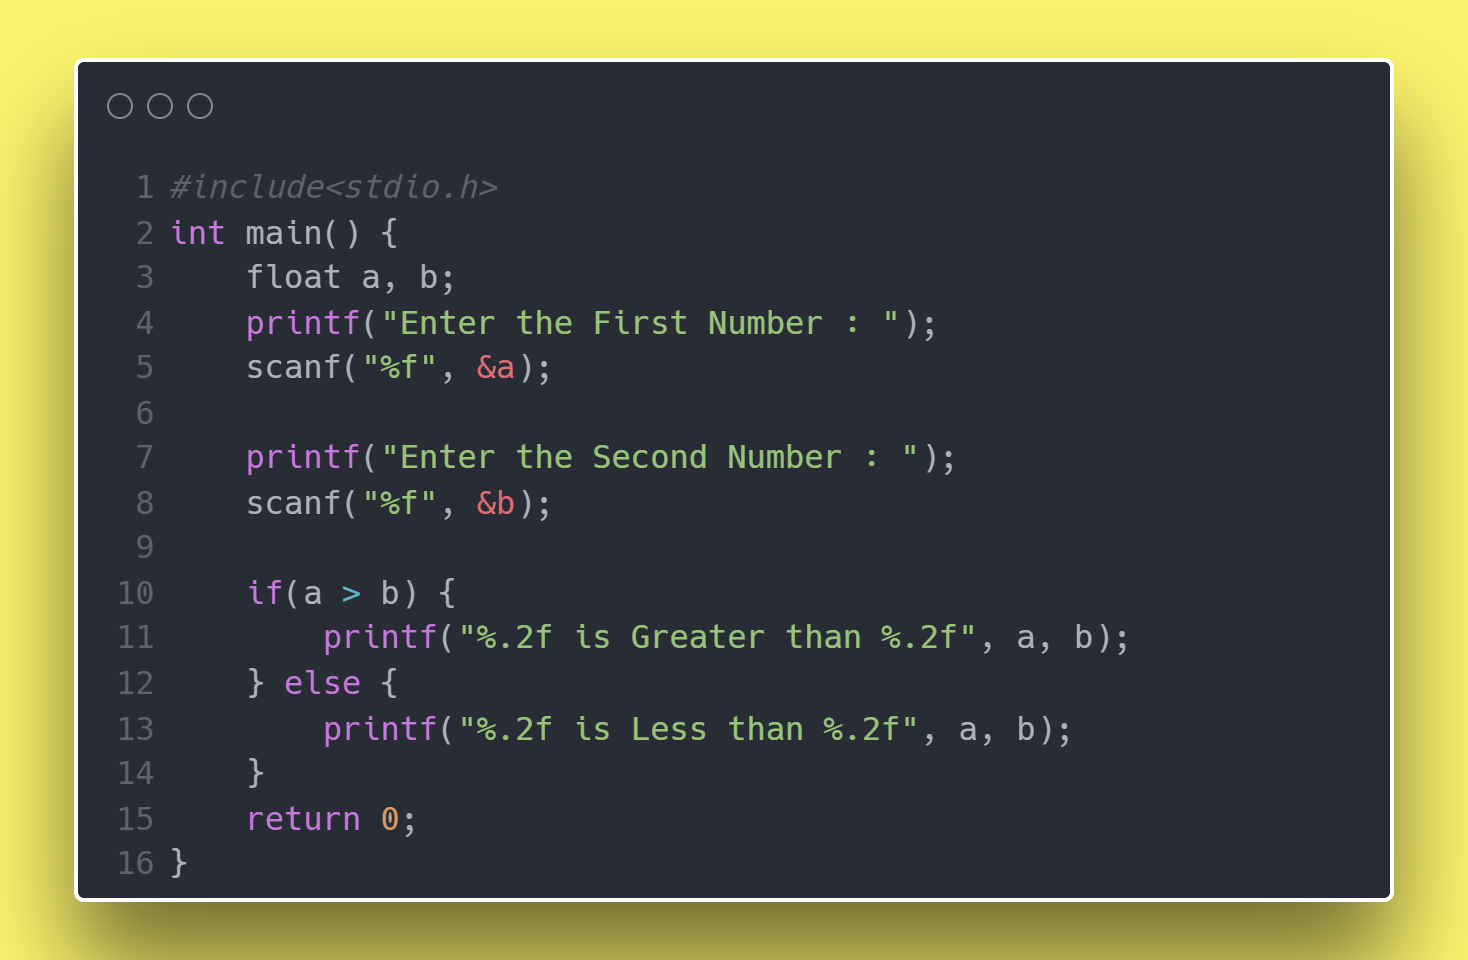 1 #include<stdio.h>
2 int main() {
3     float a, b;
4     printf("Enter the First Number : ");
5     scanf("%f", &a);
6
7     printf("Enter the Second Number : ");
8     scanf("%f", &b);
9
10     if(a > b) {
11         printf("%.2f is Greater than %.2f", a, b);
12     } else {
13         printf("%.2f is Less than %.2f", a, b);
14     }
15     return 0;
16 }